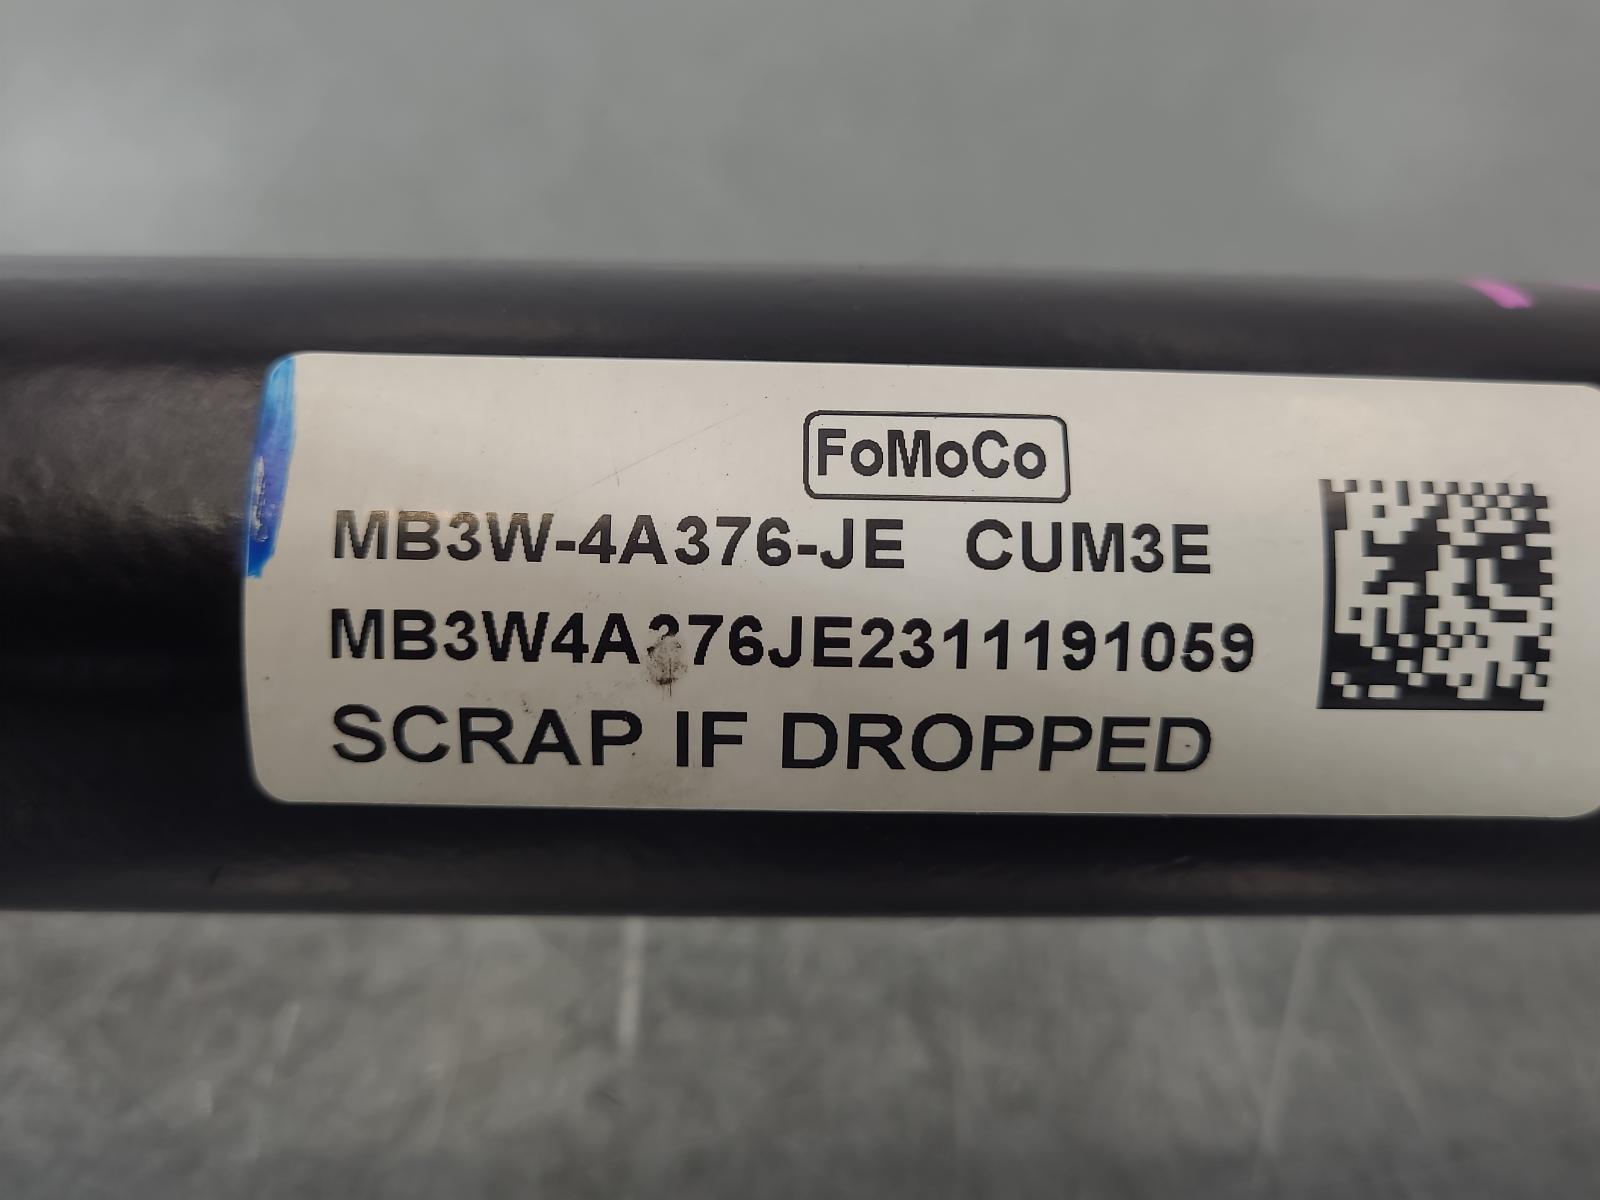 FoMoCo
MB3W-4A376-JE CUM3E
MB3W4A376JE2311191059
SCRAP IF DROPPED